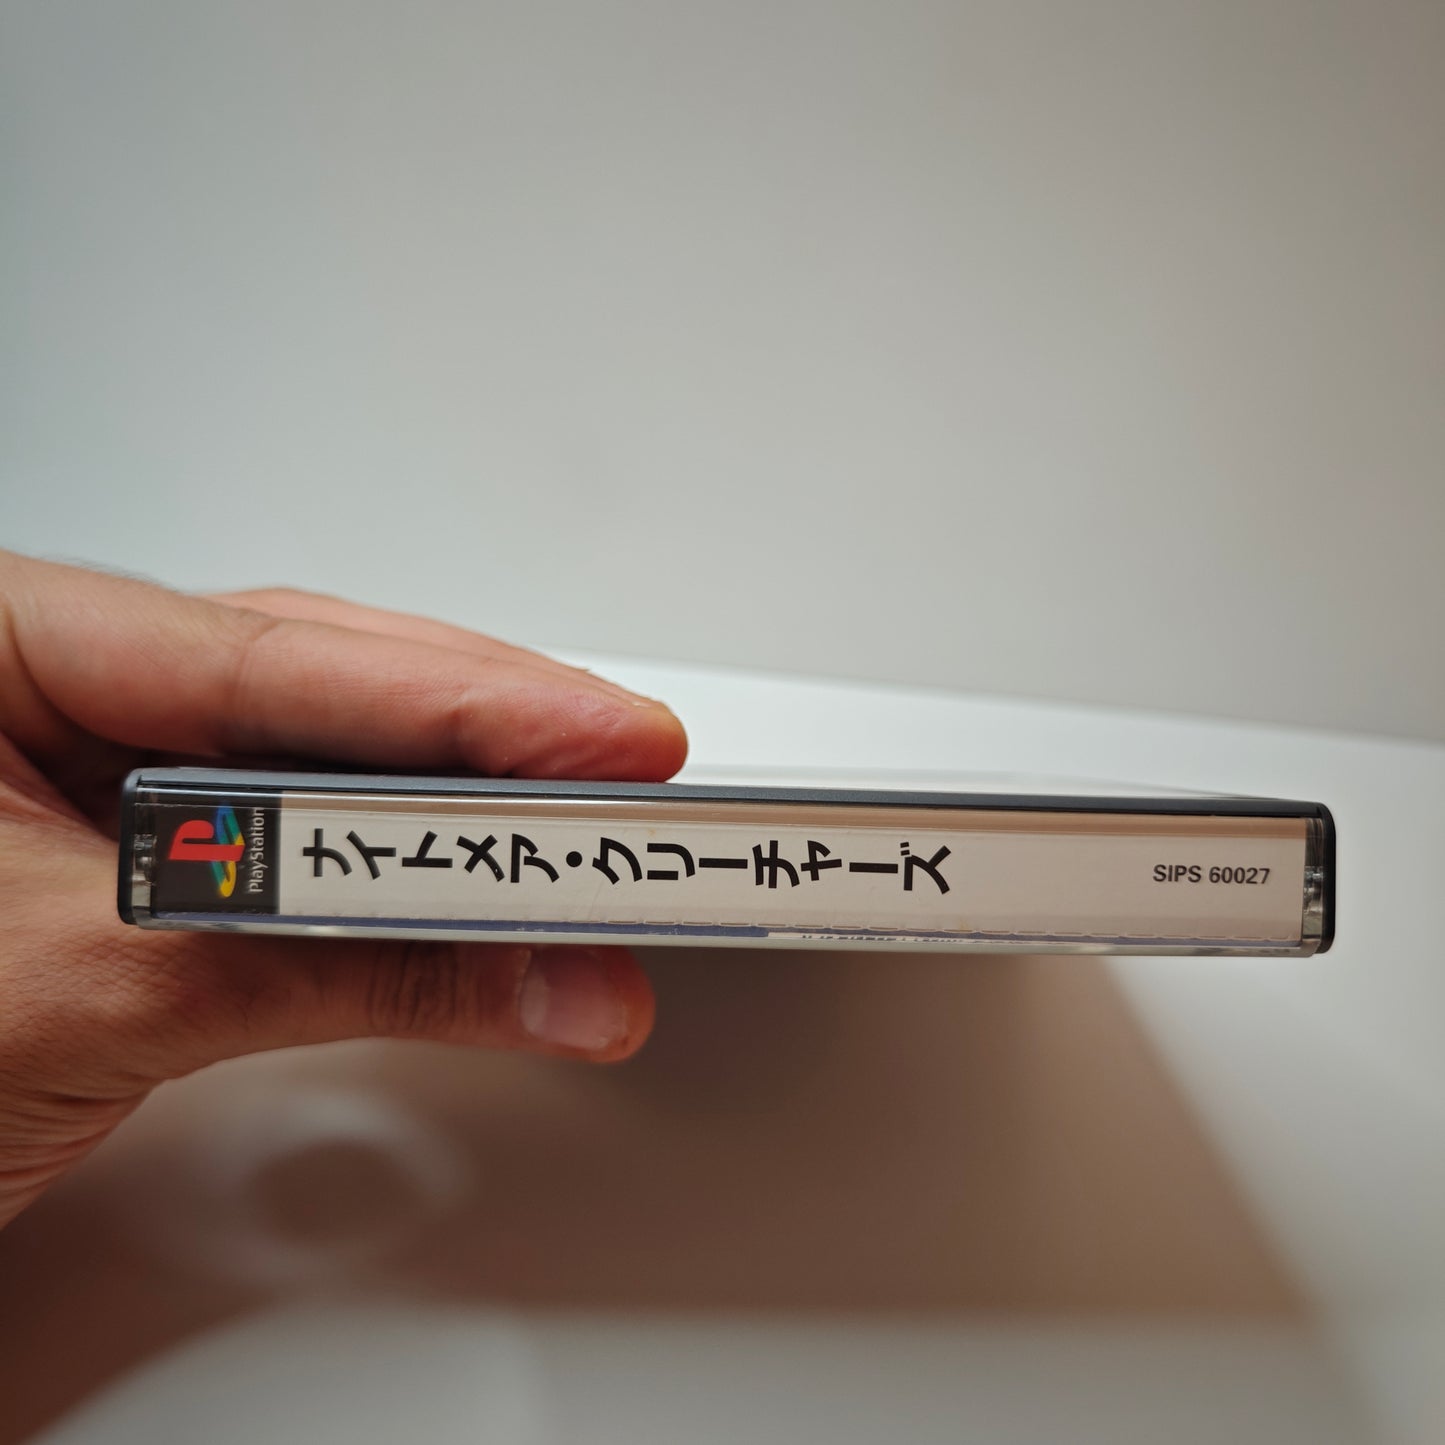 PlayStation
ナイトメア・クリーチャーズ
SIPS 60027